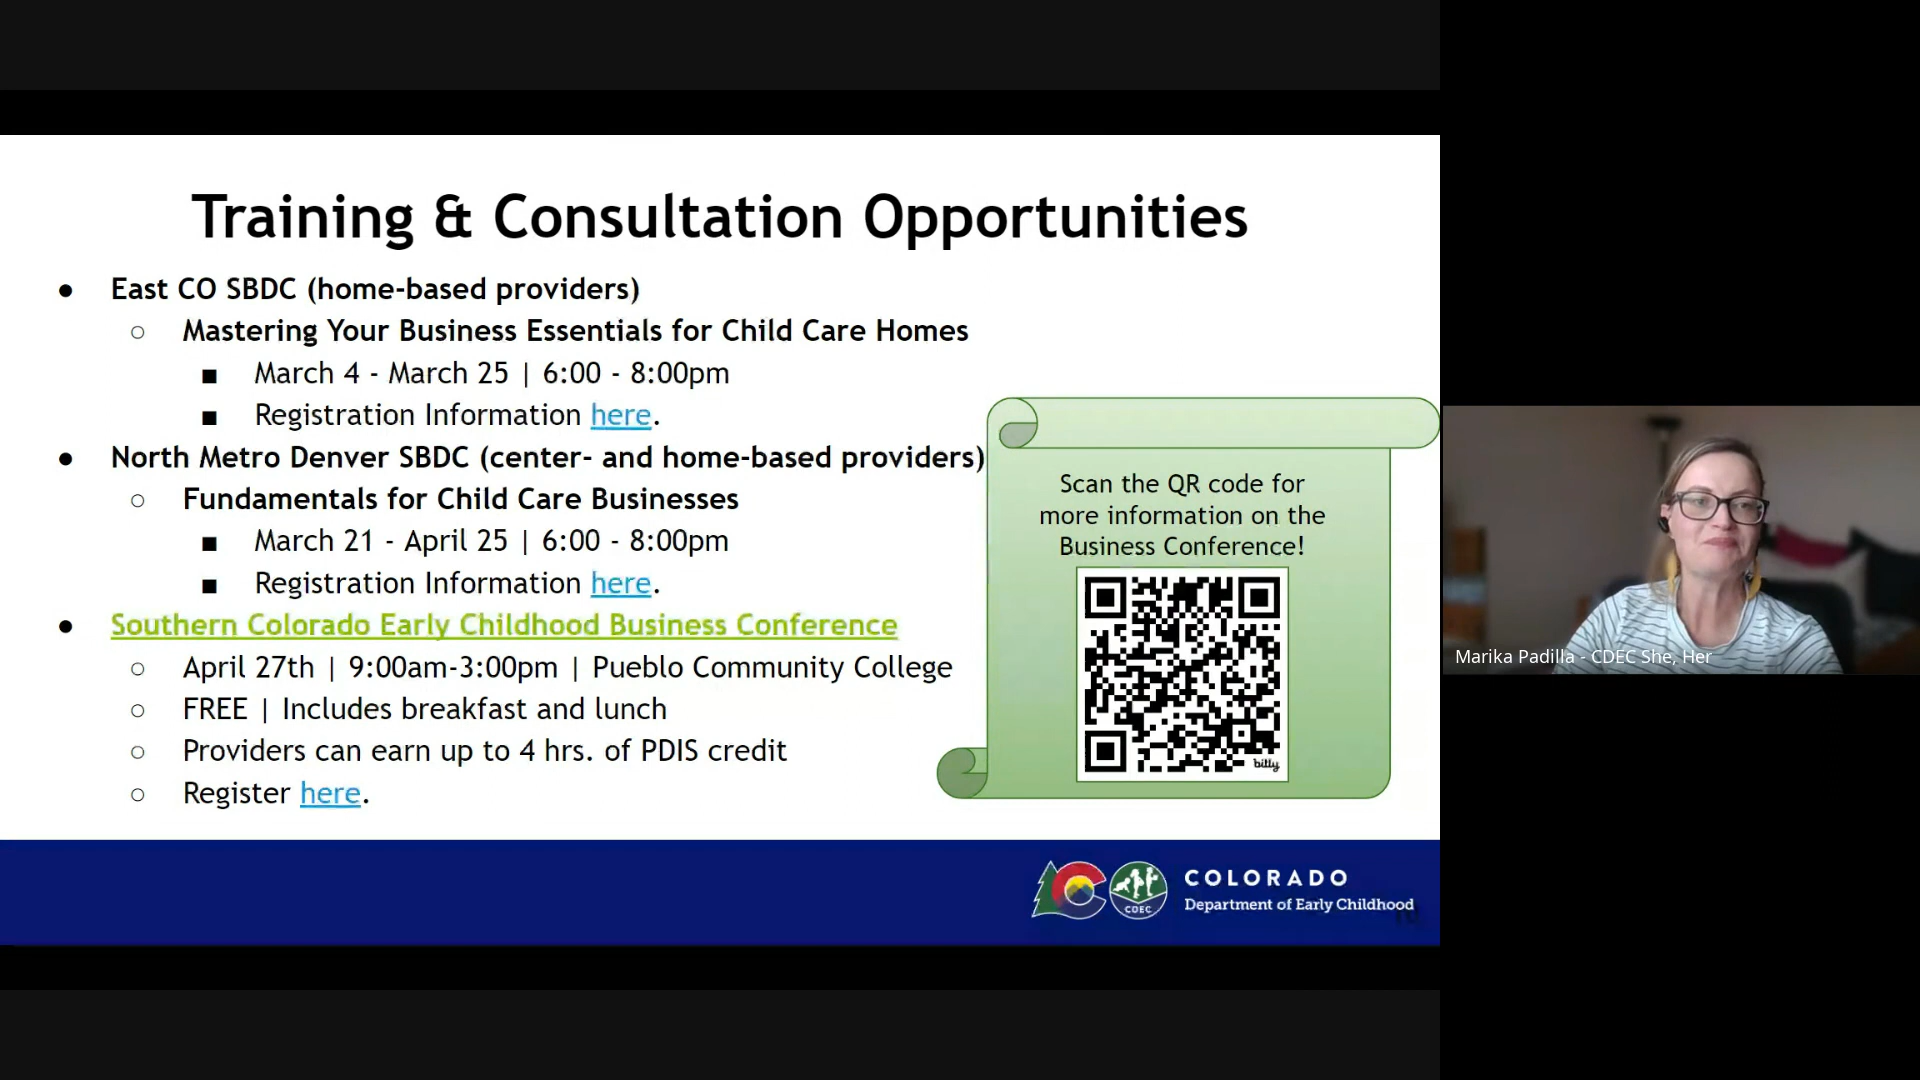 Training & Consultation Opportunities
● East CO SBDC (home-based providers)
○ Mastering Your Business Essentials for Child Care Homes
■ March 4 - March 25 | 6:00 - 8:00pm
■ Registration Information here.
● North Metro Denver SBDC (center- and home-based providers)
○ Fundamentals for Child Care Businesses
■ March 21 - April 25 | 6:00 - 8:00pm
■ Registration Information here.
● Southern Colorado Early Childhood Business Conference
○ April 27th | 9:00am-3:00pm | Pueblo Community College
○ FREE | Includes breakfast and lunch
○ Providers can earn up to 4 hrs. of PDIS credit
○ Register here.
Scan the QR code for
more information on the
Business Conference!
bitly
CDEC
COLORADO
Department of Early Childhood
Marika Padilla - CDEC She, Her